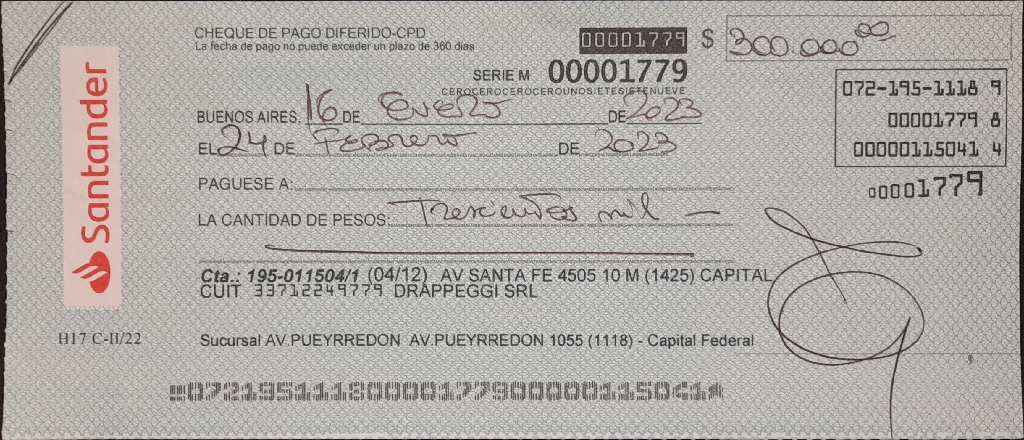 Santander
CHEQUE DE PAGO DIFERIDO-CPD
La fecha de pago no puede exceder un plazo de 360 días
00001779 $ 300.000 00
SERIE M 00001779
CEROCEROCEROCEROUNOSIETESIETENUEVE
072-195-1118 9
00001779 8
00000115041 4
00001779
BUENOS AIRES, 16 DE Enero DE 2023
EL 24 DE Febrero DE 2023
PAGUESE A:
LA CANTIDAD DE PESOS: Trescientos mil —
Cta.: 195-011504/1 (04/12) AV SANTA FE 4505 10 M (1425) CAPITAL
CUIT 33712249779 DRAPPEGGI SRL
H17 C-II/22
Sucursal AV.PUEYRREDON AV.PUEYRREDON 1055 (1118) - Capital Federal
072195111800001779000001150414